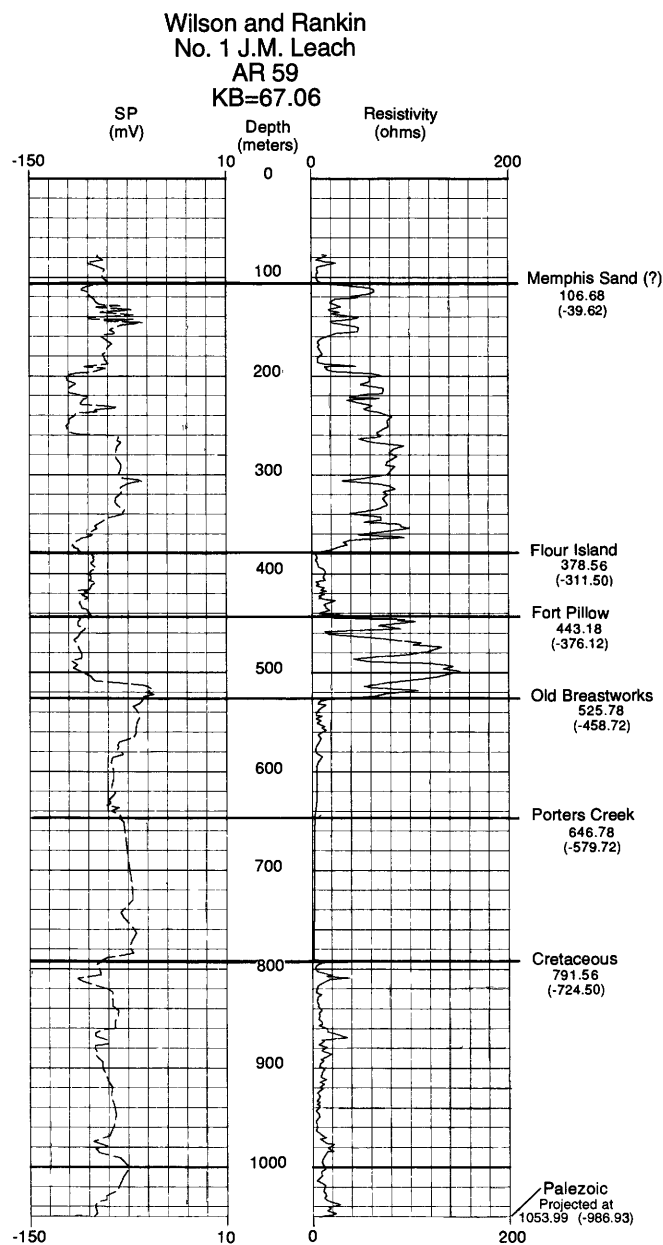 Wilson and Rankin
No. 1 J.M. Leach
AR 59
KB=67.06
SP
(mV)
Depth
(meters)
Resistivity
(ohms)
-150 10 0 0 200
100
Memphis Sand (?)
106.68
(-39.62)
200
300
Flour Island
378.56
(-311.50)
400
Fort Pillow
443.18
(-376.12)
500
Old Breastworks
525.78
(-458.72)
600
Porters Creek
646.78
(-579.72)
700
Cretaceous
791.56
(-724.50)
800
900
1000
Palezoic
Projected at
1053.99 (-986.93)
-150 10 0 200